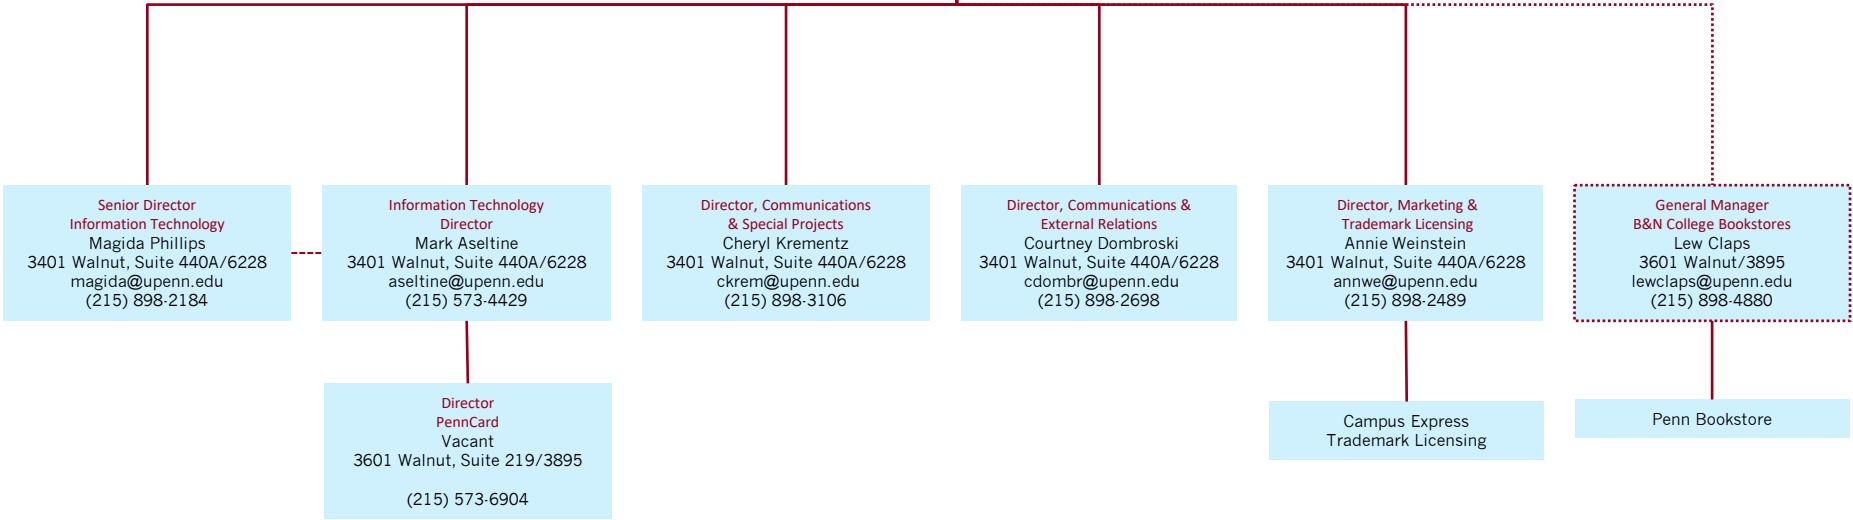 Senior Director
Information Technology
Magida Phillips
3401 Walnut, Suite 440A/6228
magida@upenn.edu
(215) 898-2184
Information Technology
Director
Mark Aseltine
3401 Walnut, Suite 440A/6228
aseltine@upenn.edu
(215) 573-4429
Director, Communications
& Special Projects
Cheryl Krementz
3401 Walnut, Suite 440A/6228
ckrem@upenn.edu
(215) 898-3106
Director, Communications &
External Relations
Courtney Dombroski
3401 Walnut, Suite 440A/6228
cdombr@upenn.edu
(215) 898-2698
Director, Marketing &
Trademark Licensing
Annie Weinstein
3401 Walnut, Suite 440A/6228
annwe@upenn.edu
(215) 898-2489
General Manager
B&N College Bookstores
Lew Claps
3601 Walnut/3895
lewclaps@upenn.edu
(215) 898-4880
Director
PennCard
Vacant
3601 Walnut, Suite 219/3895
(215) 573-6904
Campus Express
Trademark Licensing
Penn Bookstore